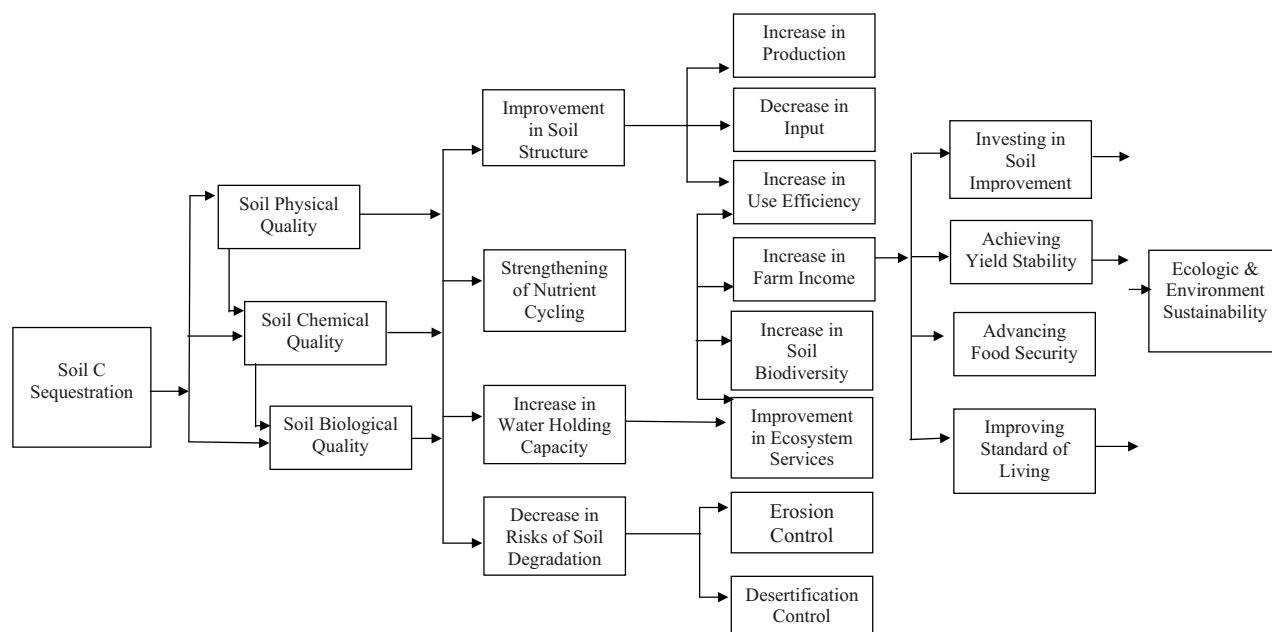 Soil C
Sequestration
Soil Physical
Quality
Soil Chemical
Quality
Soil Biological
Quality
Improvement
in Soil
Structure
Strengthening
of Nutrient
Cycling
Increase in
Water Holding
Capacity
Decrease in
Risks of Soil
Degradation
Increase in
Production
Decrease in
Input
Increase in
Use Efficiency
Increase in
Farm Income
Increase in
Soil
Biodiversity
Improvement
in Ecosystem
Services
Erosion
Control
Desertification
Control
Investing in
Soil
Improvement
Achieving
Yield Stability
Advancing
Food Security
Improving
Standard of
Living
Ecologic &
Environment
Sustainability